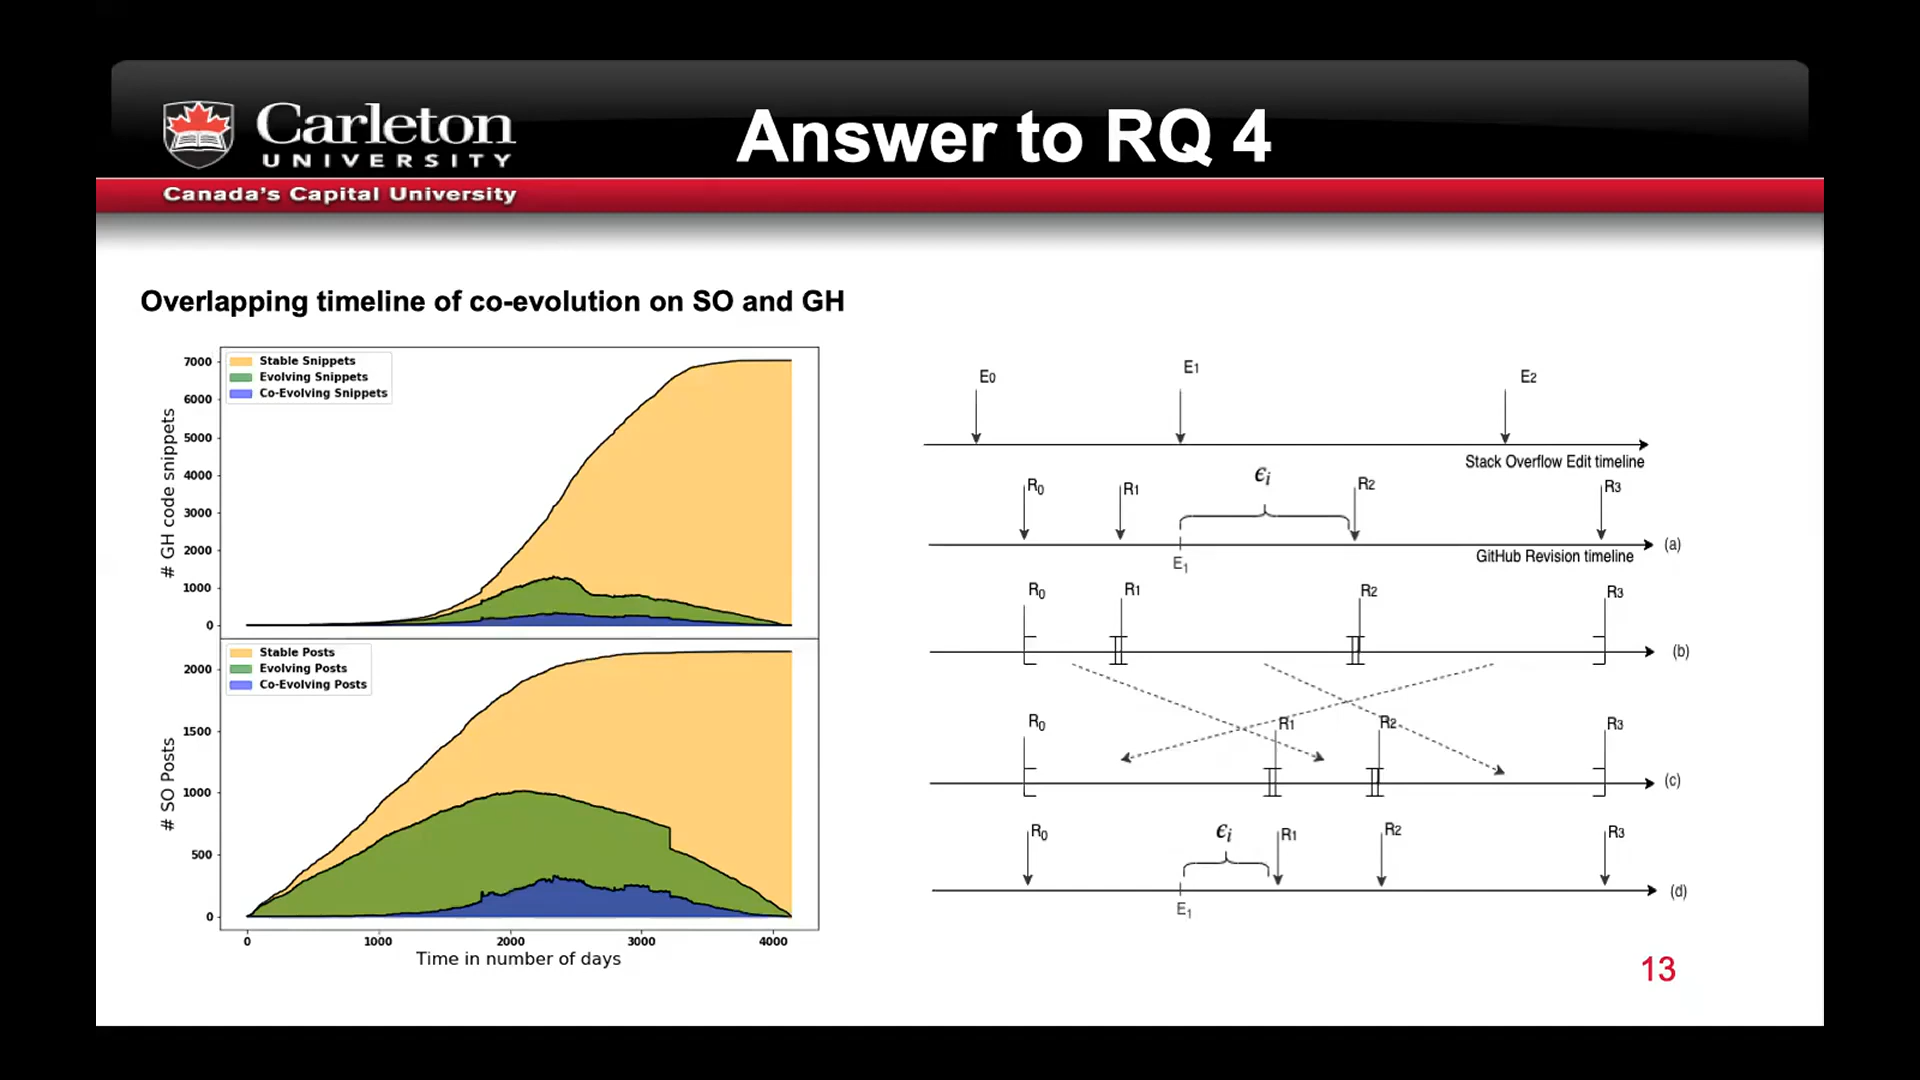 Carleton
UNIVERSITY
Canada's Capital University
Answer to RQ 4
Overlapping timeline of co-evolution on SO and GH
Stable Snippets
Evolving Snippets
Co-Evolving Snippets
# GH code snippets
7000
6000
5000
4000
3000
2000
1000
0
Stable Posts
Evolving Posts
Co-Evolving Posts
# SO Posts
2000
1500
1000
500
0
0 1000 2000 3000 4000
Time in number of days
E0 E1 E2
Stack Overflow Edit timeline
ϵi
R0 R1 R2 R3
(a)
E1
GitHub Revision timeline
R0 R1 R2 R3
(b)
R0 R1 R2 R3
(c)
ϵi
R0 R1 R2 R3
(d)
E1
13